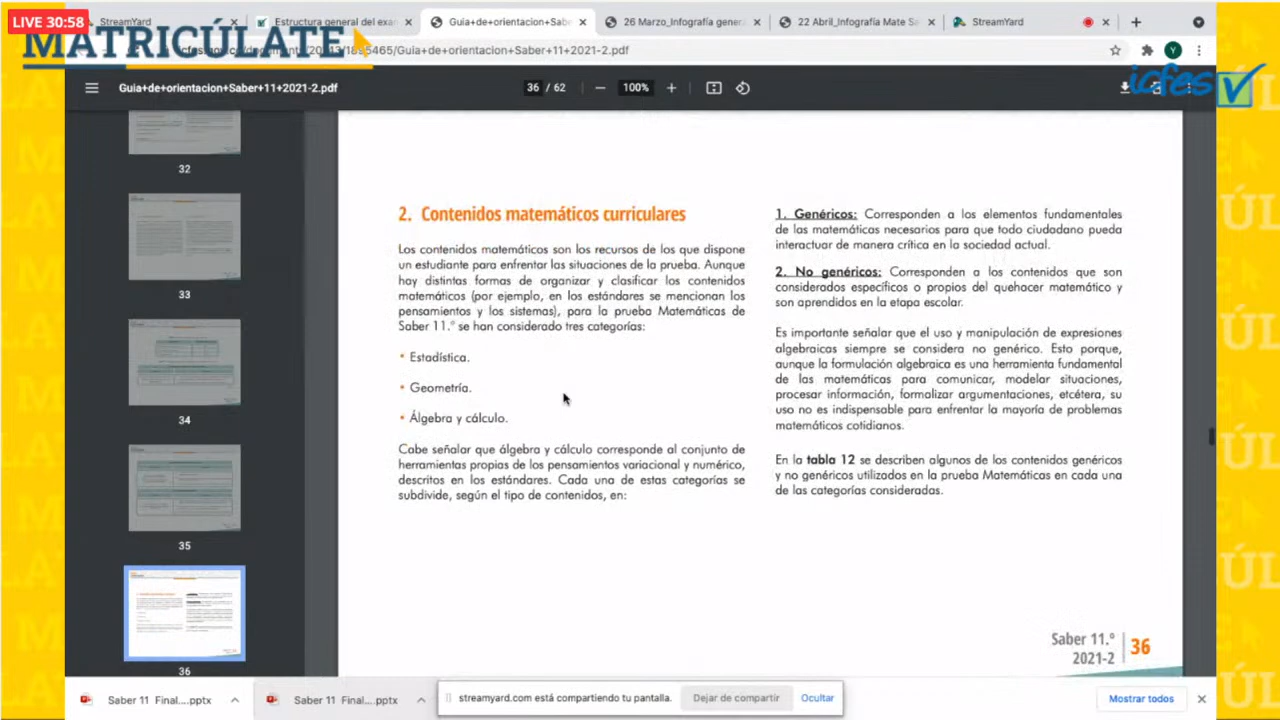 LIVE 30:58
StreamYard
Estructura general del exa
Guia+de+orientacion+Sabe
26 Marzo_Infografía genera
22 Abril_Infografía Mate Sa
StreamYard
MATRICÚLATE
5465/Guia+de+orientacion+Saber+11+2021-2.pdf
Y
Guia+de+orientacion+Saber+11+2021-2.pdf
36 / 62
100%
icfes
32
33
34
35
36
2. Contenidos matemáticos curriculares
Los contenidos matemáticos son los recursos de los que dispone
un estudiante para enfrentar las situaciones de la prueba. Aunque
hay distintas formas de organizar y clasificar los contenidos
matemáticos (por ejemplo, en los estándares se mencionan los
pensamientos y los sistemas), para la prueba Matemáticas de
Saber 11.° se han considerado tres categorías:
• Estadística.
• Geometría.
• Álgebra y cálculo.
Cabe señalar que álgebra y cálculo corresponde al conjunto de
herramientas propias de los pensamientos variacional y numérico,
descritos en los estándares. Cada una de estas categorías se
subdivide, según el tipo de contenidos, en:
1. Genéricos: Corresponden a los elementos fundamentales
de las matemáticas necesarios para que todo ciudadano pueda
interactuar de manera crítica en la sociedad actual.
2. No genéricos: Corresponden a los contenidos que son
considerados específicos o propios del quehacer matemático y
son aprendidos en la etapa escolar.
Es importante señalar que el uso y manipulación de expresiones
algebraicas siempre se considera no genérico. Esto porque,
aunque la formulación algebraica es una herramienta fundamental
de las matemáticas para comunicar, modelar situaciones,
procesar información, formalizar argumentaciones, etcétera, su
uso no es indispensable para enfrentar la mayoría de problemas
matemáticos cotidianos.
En la tabla 12 se describen algunos de los contenidos genéricos
y no genéricos utilizados en la prueba Matemáticas en cada una
de las categorías consideradas.
Saber 11.°
2021-2
36
Saber 11 Final....pptx
Saber 11 Final....pptx
streamyard.com está compartiendo tu pantalla.
Dejar de compartir
Ocultar
Mostrar todos